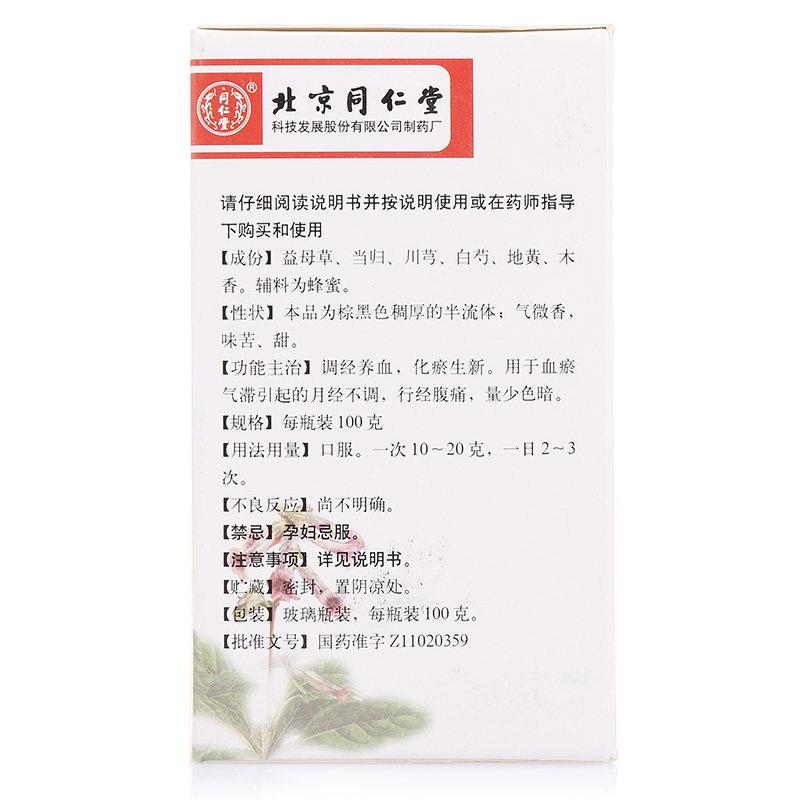 同仁堂
®
北京同仁堂
科技发展股份有限公司制药厂
请仔细阅读说明书并按说明使用或在药师指导
下购买和使用
【成份】益母草、当归、川芎、白芍、地黄、木
香。辅料为蜂蜜。
【性状】本品为棕黑色稠厚的半流体；气微香，
味苦、甜。
【功能主治】调经养血，化瘀生新。用于血瘀
气滞引起的月经不调，行经腹痛，量少色暗。
【规格】每瓶装100克
【用法用量】口服。一次10～20克，一日2～3
次。
【不良反应】尚不明确。
【禁忌】孕妇忌服。
【注意事项】详见说明书。
【贮藏】密封，置阴凉处。
【包装】玻璃瓶装，每瓶装100克。
【批准文号】国药准字Z11020359